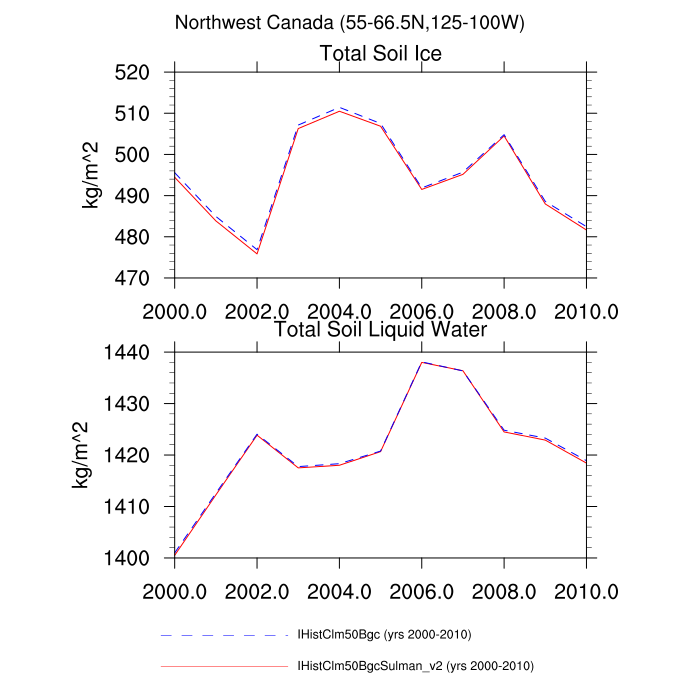 Northwest Canada (55-66.5N,125-100W)
Total Soil Ice
kg/m^2
520
510
500
490
480
470
2000.0 2002.0 2004.0 2006.0 2008.0 2010.0
Total Soil Liquid Water
kg/m^2
1440
1430
1420
1410
1400
2000.0 2002.0 2004.0 2006.0 2008.0 2010.0
IHistClm50Bgc (yrs 2000-2010)
IHistClm50BgcSulman_v2 (yrs 2000-2010)